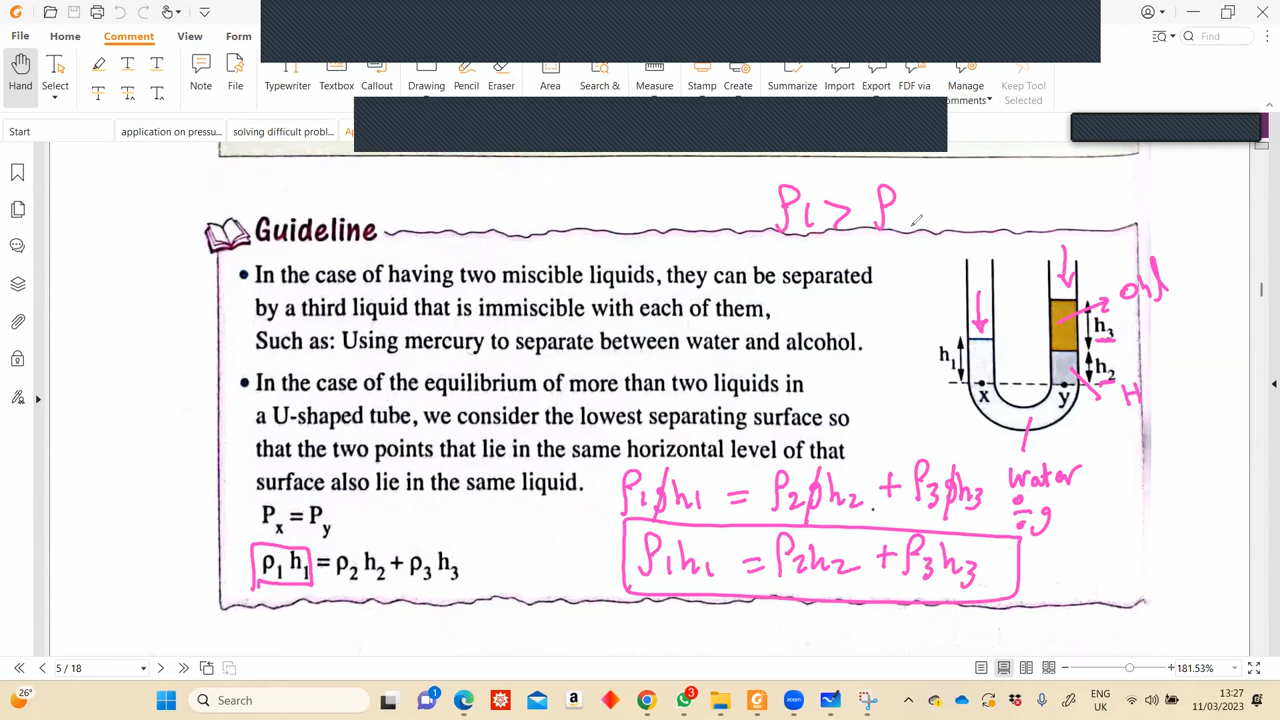 File Home Comment View Form
Find
Hand Select Note File Typewriter Textbox Callout Drawing Pencil Eraser Area Search & Measure Stamp Create Summarize Import Export FDF via Manage Comments Keep Tool Selected
Start application on pressu... solving difficult probl...
ρ1 > ρ
Guideline
• In the case of having two miscible liquids, they can be separated
by a third liquid that is immiscible with each of them,
Such as: Using mercury to separate between water and alcohol.
• In the case of the equilibrium of more than two liquids in
a U-shaped tube, we consider the lowest separating surface so
that the two points that lie in the same horizontal level of that
surface also lie in the same liquid.
Px = Py
ρ1 h1 = ρ2 h2 + ρ3 h3
h3
h1
h2
x y
H
water
g
ρ1gh1 = ρ2gh2 + ρ3gh3
ρ1h1 = ρ2h2 + ρ3h3
5 / 18
181.53%
26°
Search
1
3
ENG
UK
13:27
11/03/2023